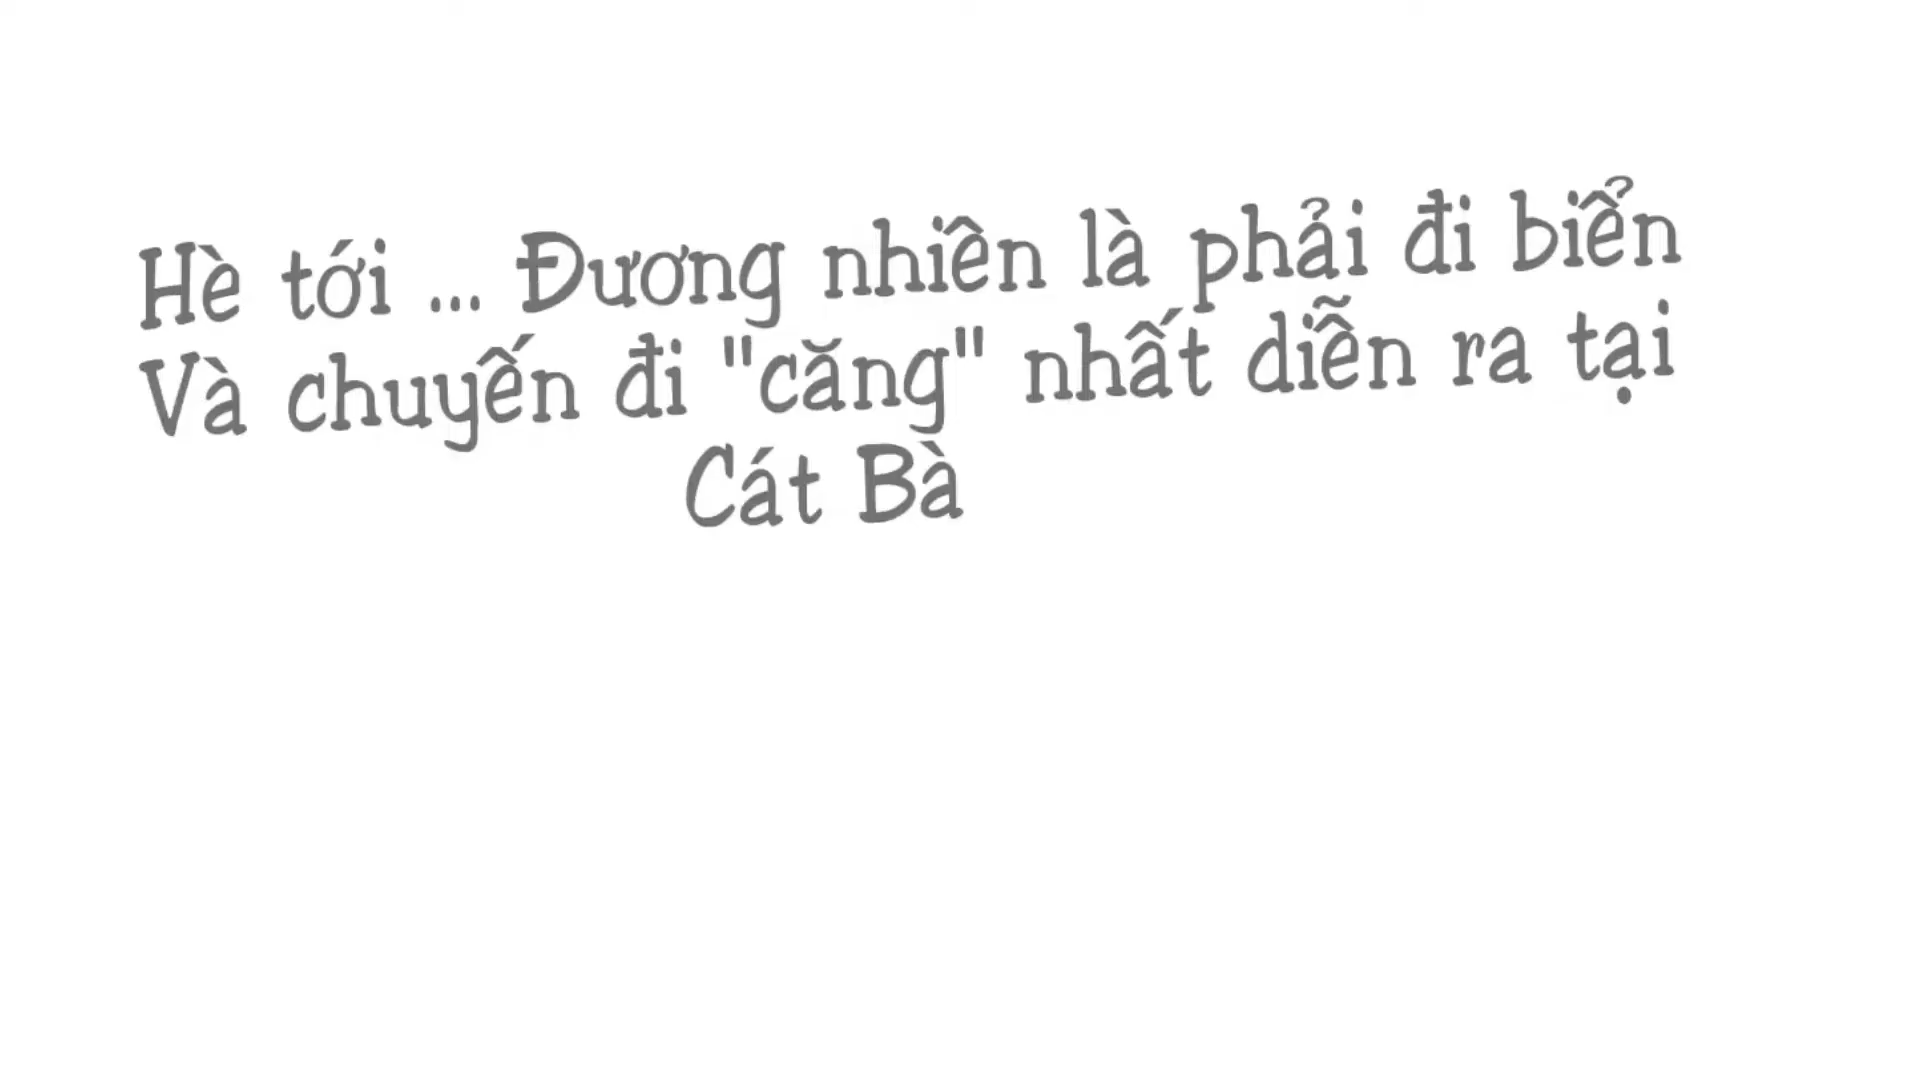 Hè tới ... Đương nhiên là phải đi biển
Và chuyến đi "căng" nhất diễn ra tại
Cát Bà